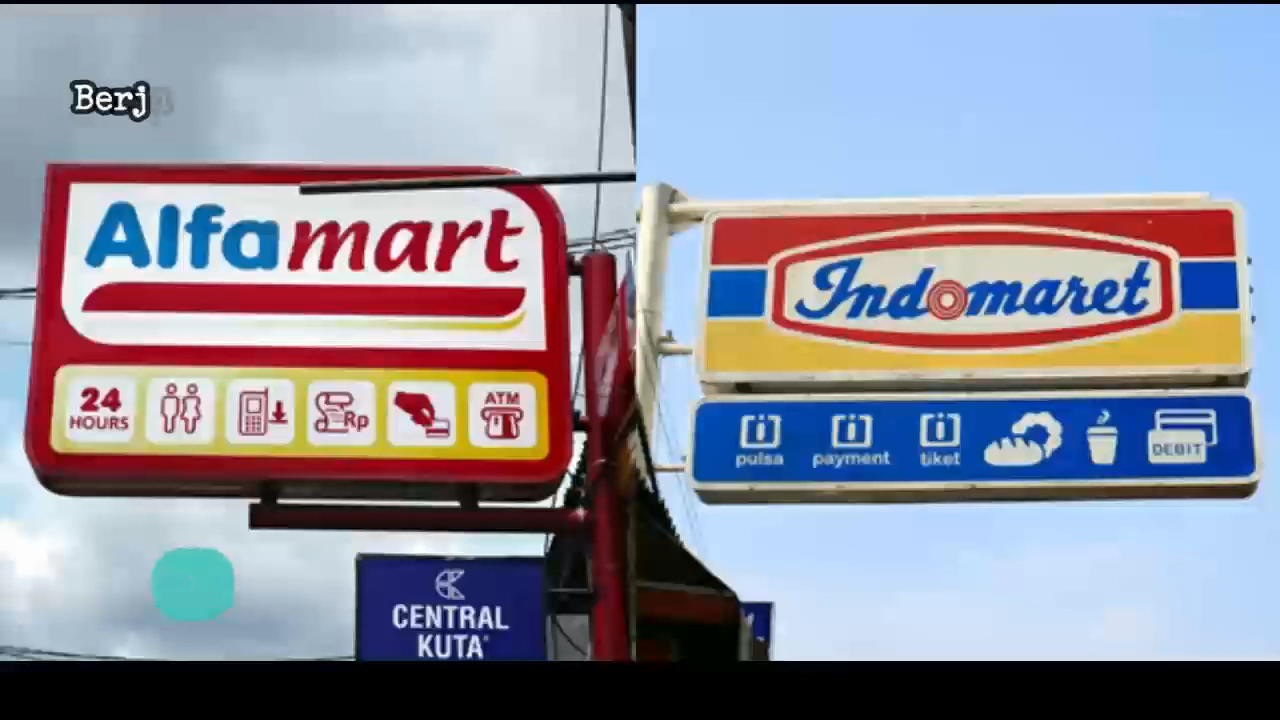 Berj
Alfamart
24
HOURS
Rp
ATM
CENTRAL
KUTA
Indomaret
pulsa
payment
tiket
DEBIT